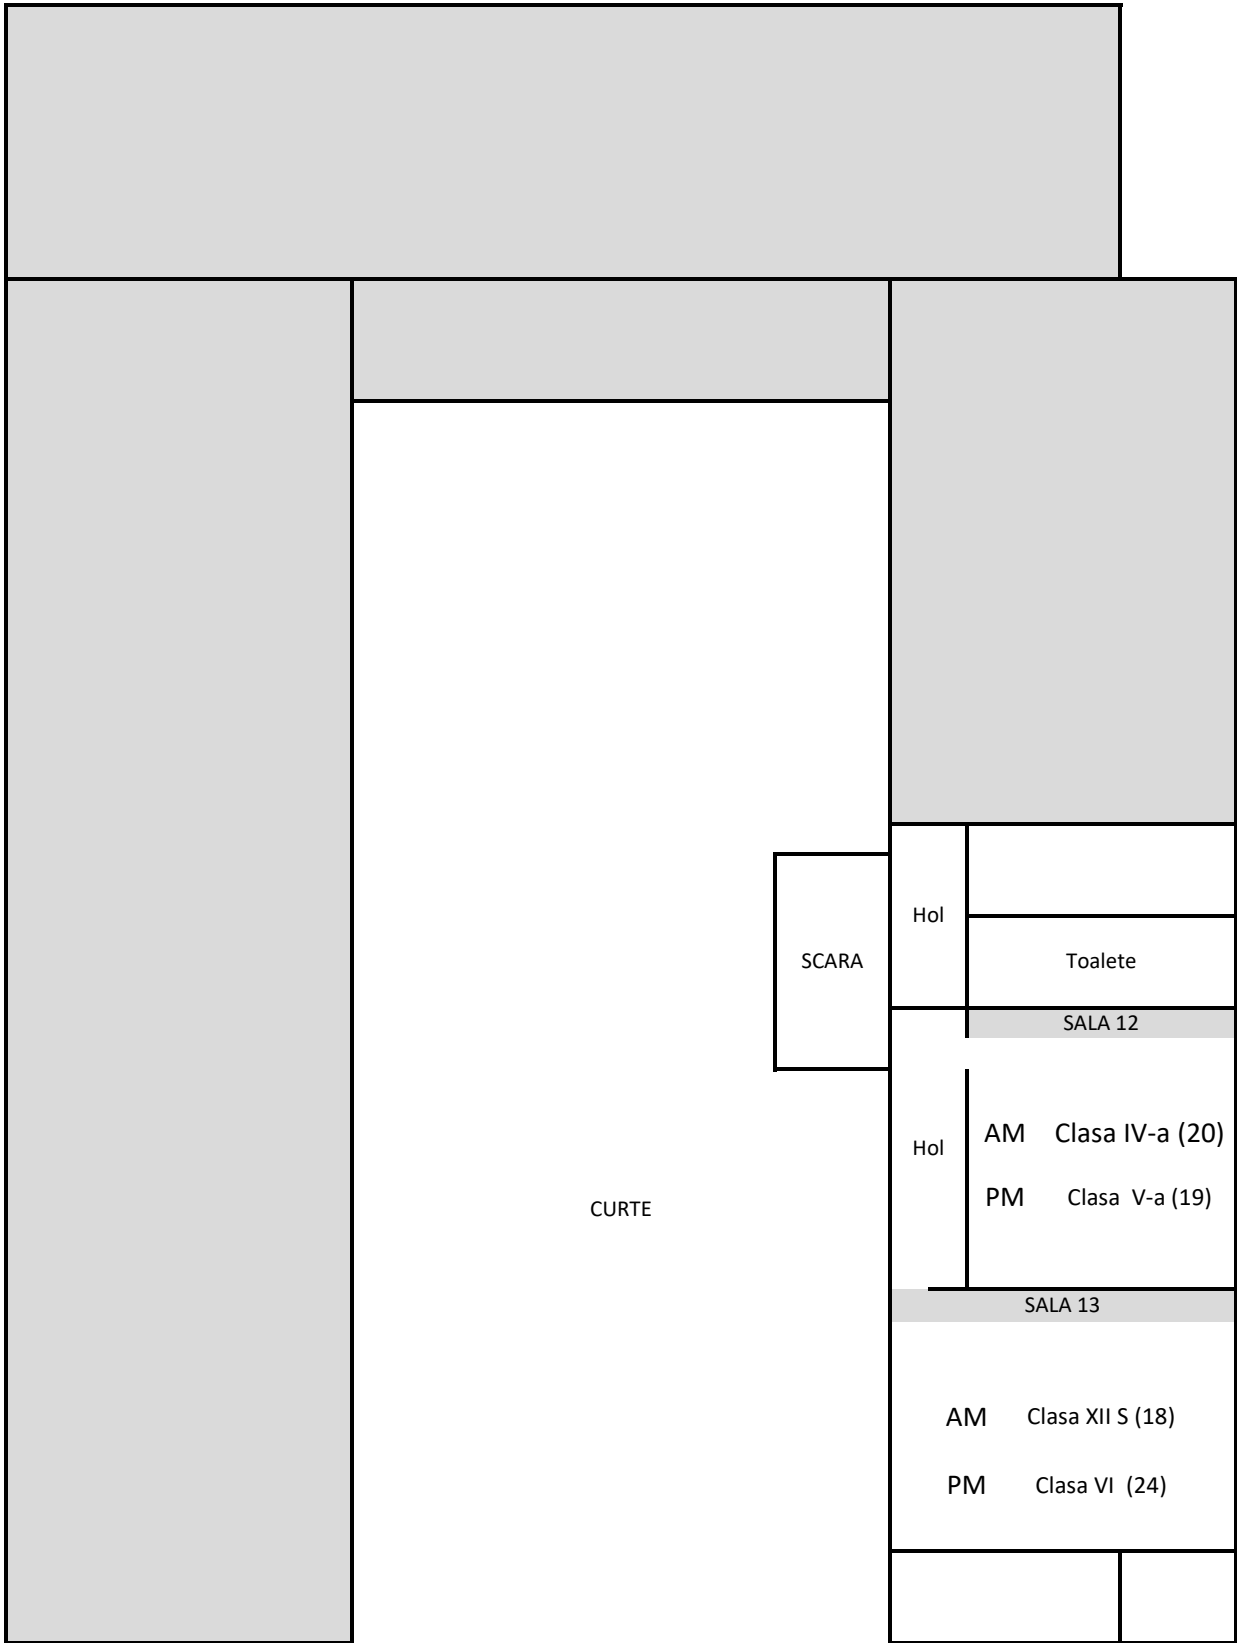 Hol
SCARA
Toalete
SALA 12
AM Clasa IV-a (20)
Hol
PM Clasa V-a (19)
CURTE
SALA 13
AM Clasa XII S (18)
PM Clasa VI (24)